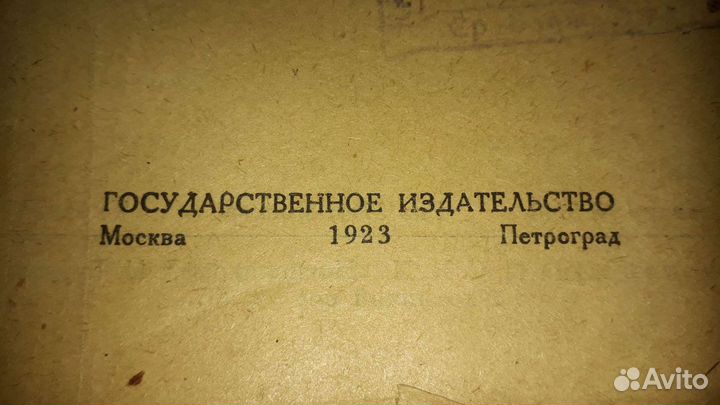 ГОСУДАРСТВЕННОЕ ИЗДАТЕЛЬСТВО
Москва 1923 Петроград
Avito